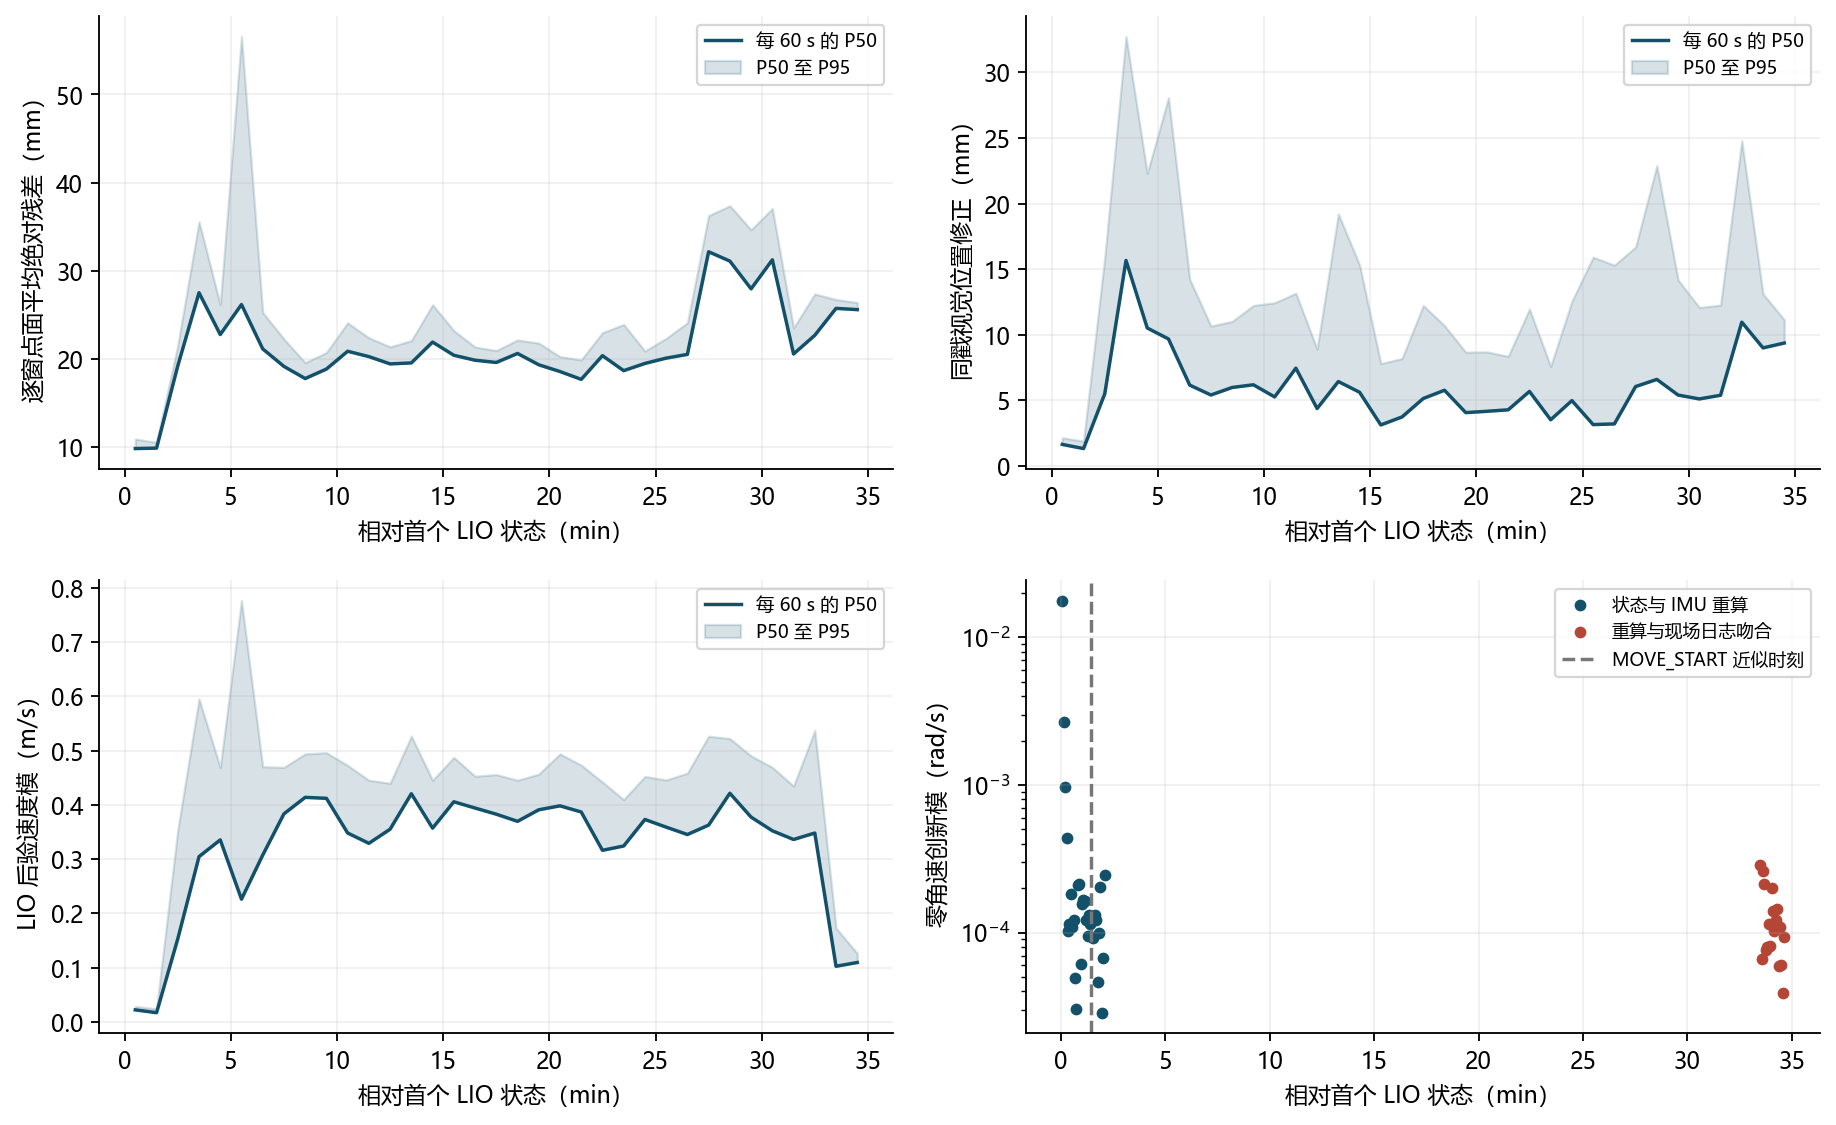 逐窗点面平均绝对残差（mm）
50
40
30
20
10
每 60 s 的 P50
P50 至 P95
0 5 10 15 20 25 30 35
相对首个 LIO 状态（min）
同戳视觉位置修正（mm）
30
25
20
15
10
5
0
每 60 s 的 P50
P50 至 P95
0 5 10 15 20 25 30 35
相对首个 LIO 状态（min）
LIO 后验速度模（m/s）
0.8
0.7
0.6
0.5
0.4
0.3
0.2
0.1
0.0
每 60 s 的 P50
P50 至 P95
0 5 10 15 20 25 30 35
相对首个 LIO 状态（min）
零角速创新模（rad/s）
10⁻²
10⁻³
10⁻⁴
状态与 IMU 重算
重算与现场日志吻合
MOVE_START 近似时刻
0 5 10 15 20 25 30 35
相对首个 LIO 状态（min）